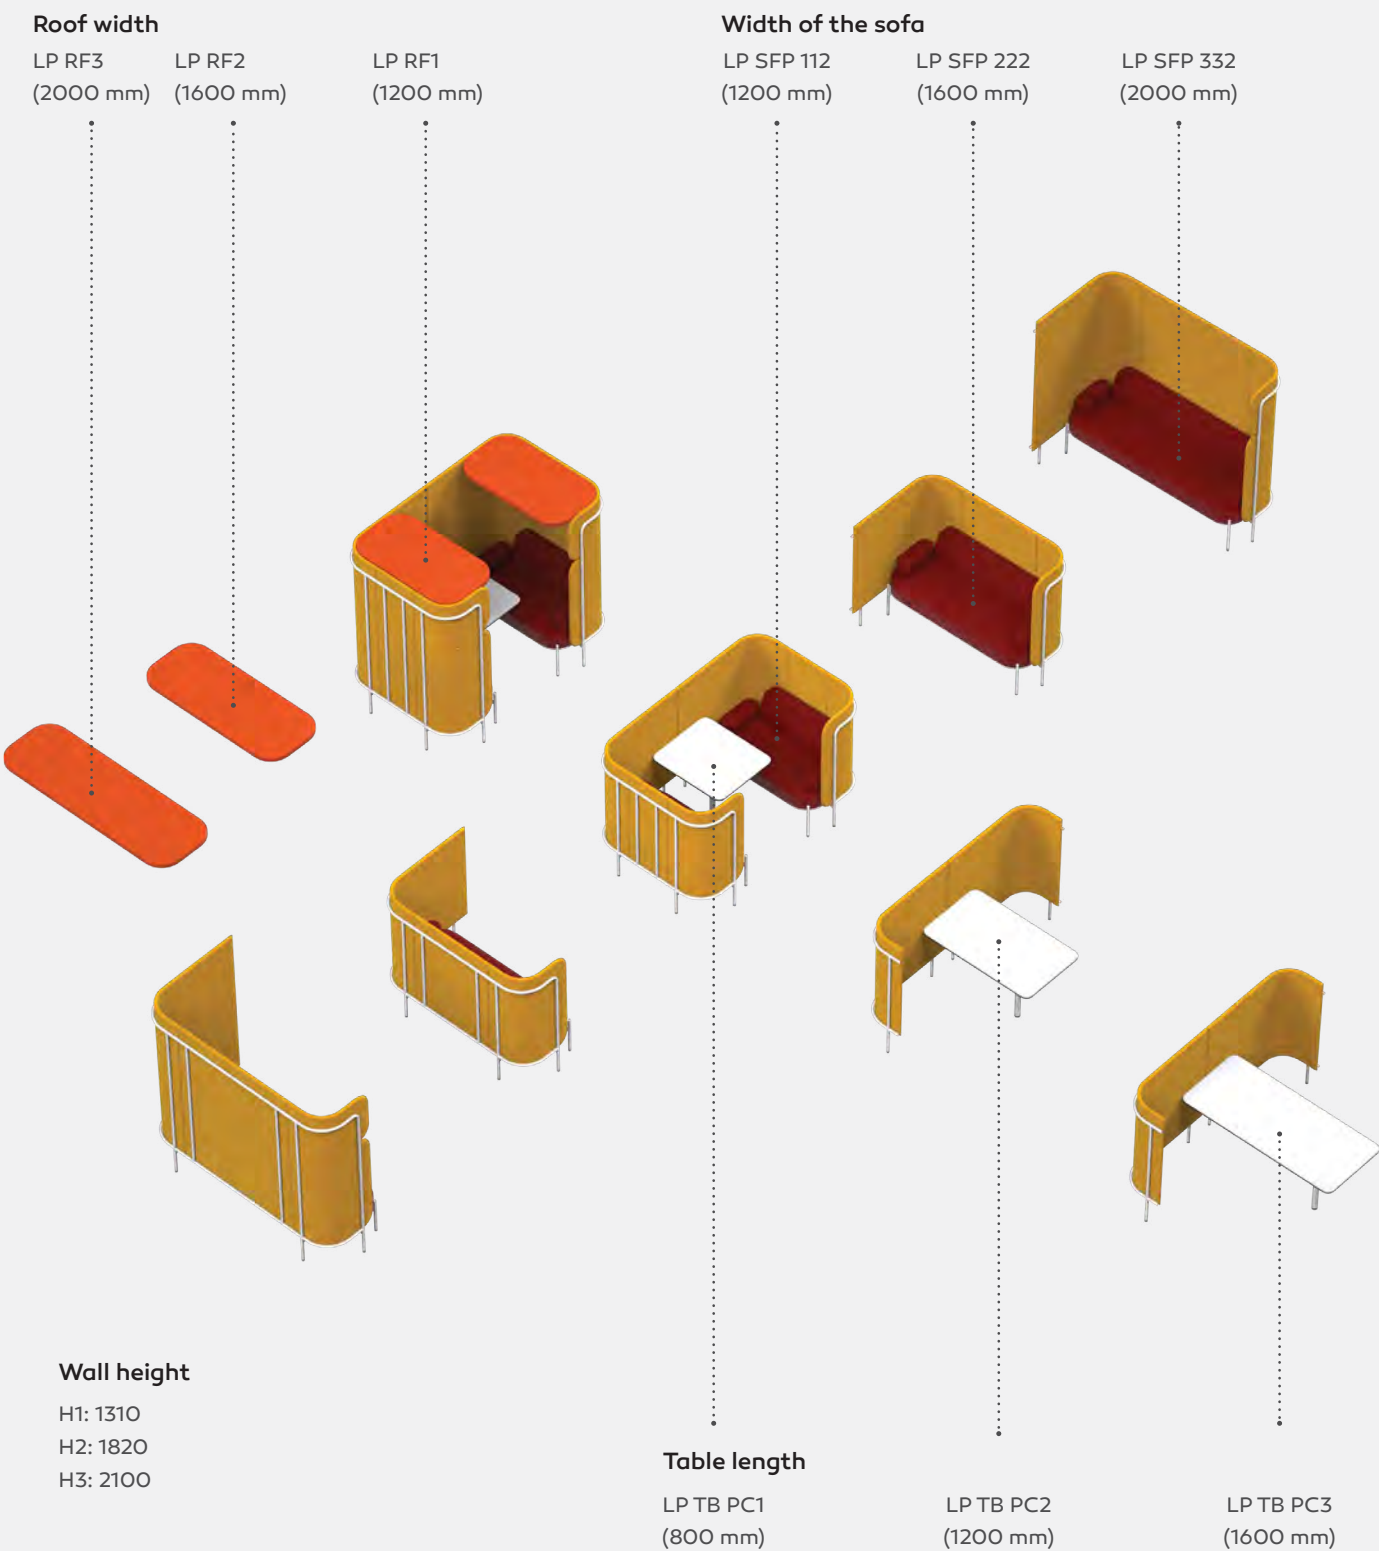 Roof width
LP RF3
(2000 mm)
LP RF2
(1600 mm)
LP RF1
(1200 mm)
Width of the sofa
LP SFP 112
(1200 mm)
LP SFP 222
(1600 mm)
LP SFP 332
(2000 mm)
Wall height
H1: 1310
H2: 1820
H3: 2100
Table length
LP TB PC1
(800 mm)
LP TB PC2
(1200 mm)
LP TB PC3
(1600 mm)